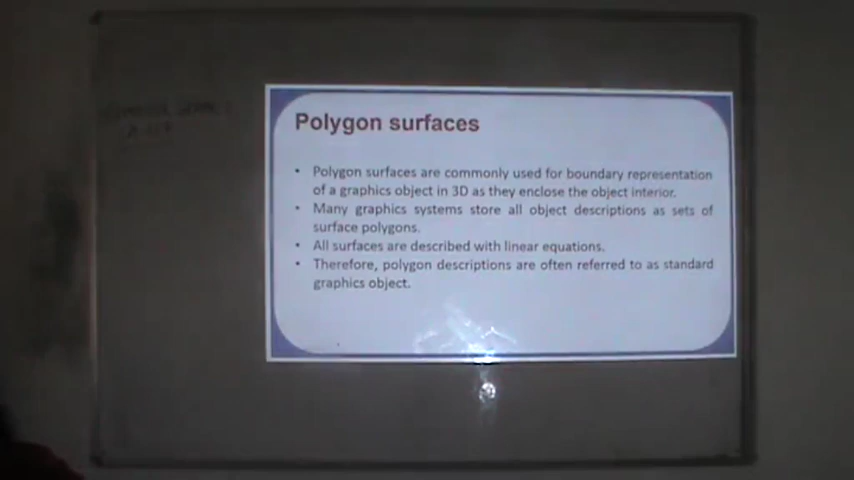 Polygon surfaces
• Polygon surfaces are commonly used for boundary representation
of a graphics object in 3D as they enclose the object interior.
• Many graphics systems store all object descriptions as sets of
surface polygons.
• All surfaces are described with linear equations.
• Therefore, polygon descriptions are often referred to as standard
graphics object.